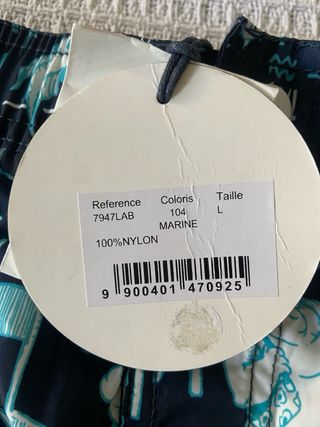 Reference Coloris Taille
7947LAB 104 L
MARINE
100%NYLON
9 900401 470925